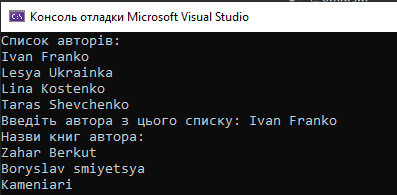 Консоль отладки Microsoft Visual Studio
Список авторів:
Ivan Franko
Lesya Ukrainka
Lina Kostenko
Taras Shevchenko
Введіть автора з цього списку: Ivan Franko
Назви книг автора:
Zahar Berkut
Boryslav smiyetsya
Kameniari